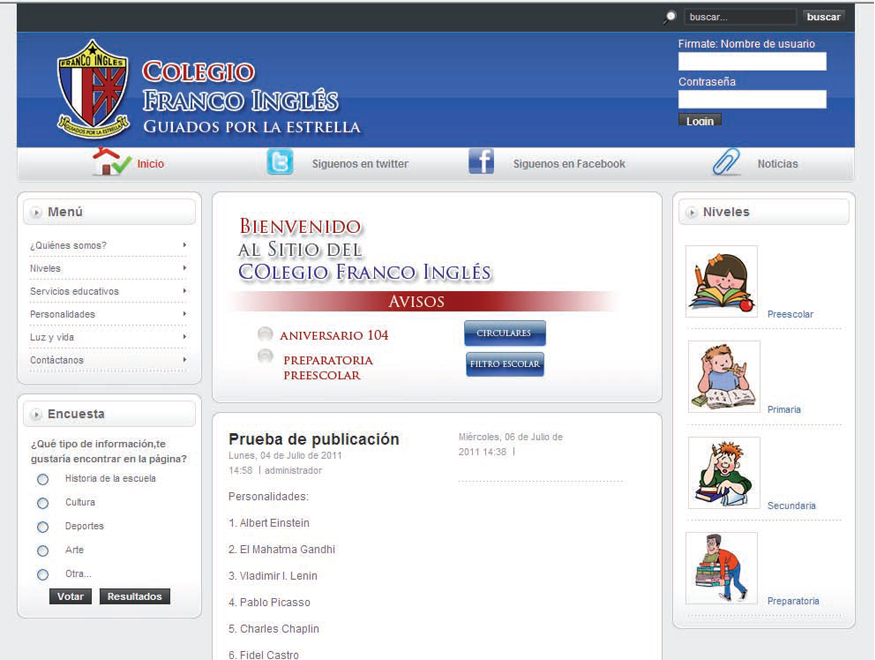 buscar...
buscar
FRANCO INGLES
GUIADOS POR LA ESTRELLA
COLEGIO
FRANCO INGLÉS
GUIADOS POR LA ESTRELLA
Firmate: Nombre de usuario
Contraseña
Login
Inicio
Siguenos en twitter
Siguenos en Facebook
Noticias
Menú
¿Quiénes somos?
Niveles
Servicios educativos
Personalidades
Luz y vida
Contáctanos
Encuesta
¿Qué tipo de información,te
gustaria encontrar en la página?
Historia de la escuela
Cultura
Deportes
Arte
Otra...
Votar
Resultados
BIENVENIDO
AL SITIO DEL
COLEGIO FRANCO INGLÉS
AVISOS
ANIVERSARIO 104
PREPARATORIA
PREESCOLAR
CIRCULARES
FILTRO ESCOLAR
Prueba de publicación
Lunes, 04 de Julio de 2011
14:58 | administrador
Personalidades:
1. Albert Einstein
2. El Mahatma Gandhi
3. Vladimir I. Lenin
4. Pablo Picasso
5. Charles Chaplin
6. Fidel Castro
Miércoles, 06 de Julio de
2011 14:38 |
Niveles
Preescolar
Primaria
Secundaria
Preparatoria